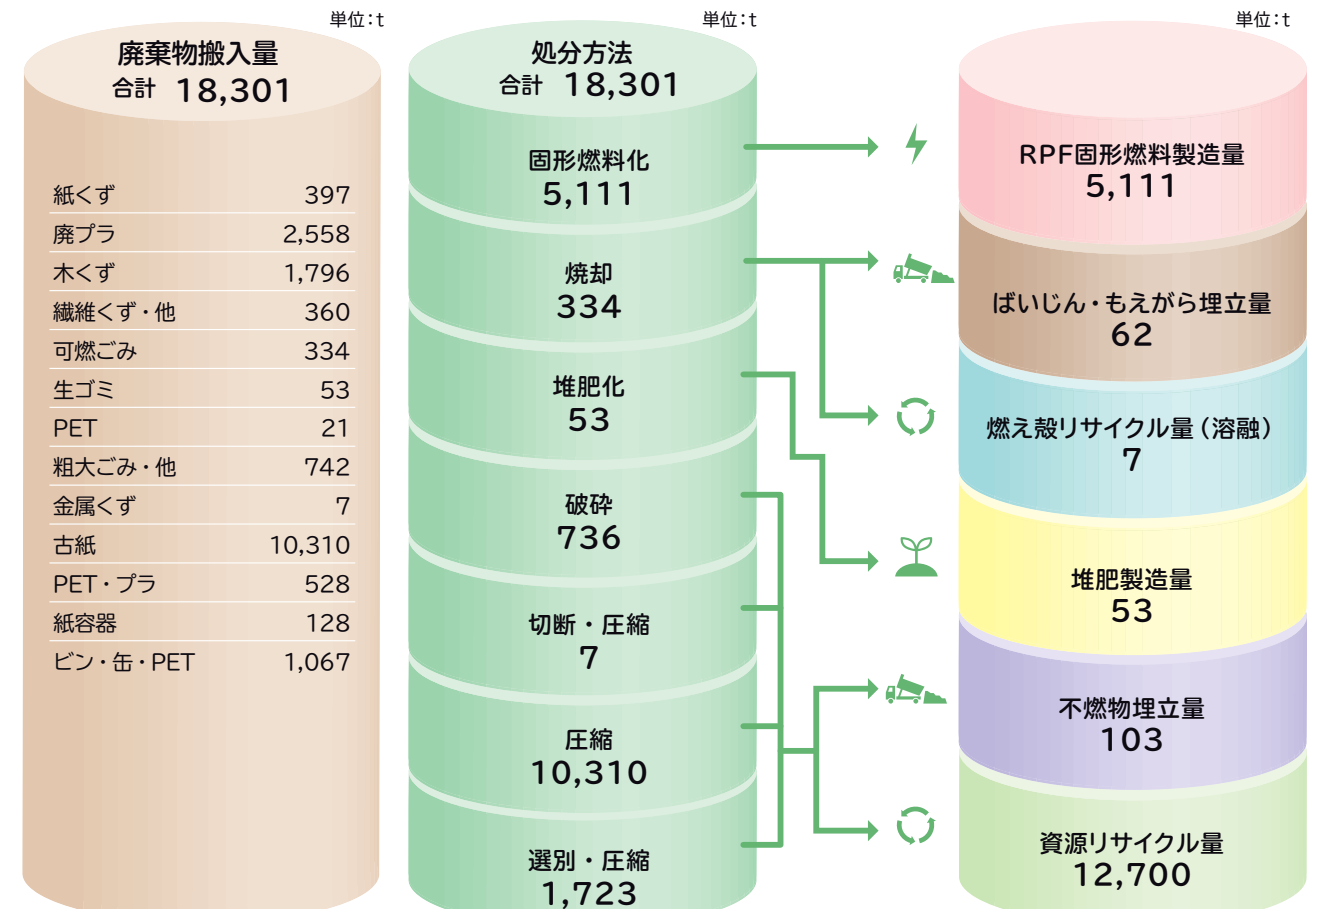 単位：t
廃棄物搬入量
合計 18,301
紙くず 397
廃プラ 2,558
木くず 1,796
繊維くず・他 360
可燃ごみ 334
生ゴミ 53
PET 21
粗大ごみ・他 742
金属くず 7
古紙 10,310
PET・プラ 528
紙容器 128
ビン・缶・PET 1,067
単位：t
処分方法
合計 18,301
固形燃料化
5,111
焼却
334
堆肥化
53
破砕
736
切断・圧縮
7
圧縮
10,310
選別・圧縮
1,723
単位：t
RPF固形燃料製造量
5,111
ばいじん・もえがら埋立量
62
燃え殻リサイクル量（溶融）
7
堆肥製造量
53
不燃物埋立量
103
資源リサイクル量
12,700